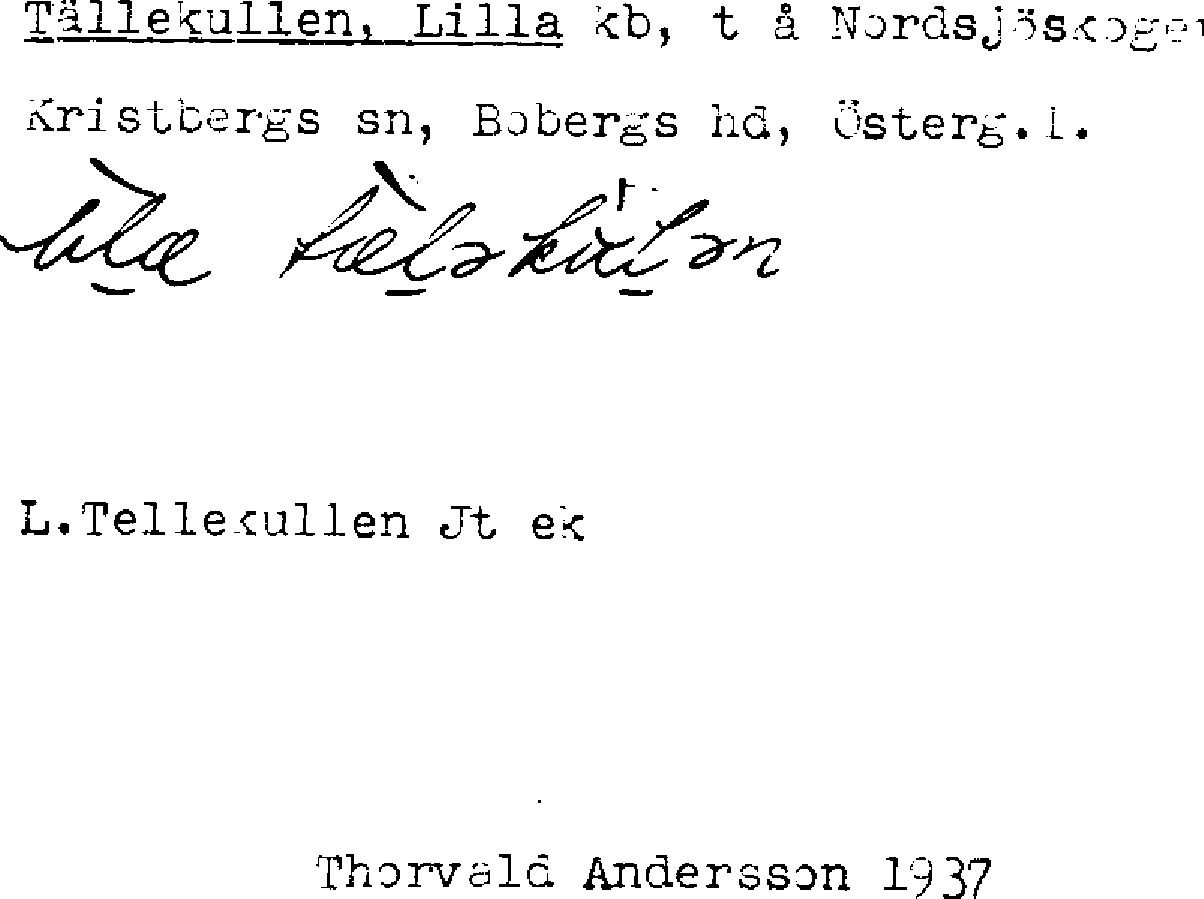 Tällekullen, Lilla kb, t å Nordsjöskogen
Kristbergs sn, Bobergs hd, Österg.l.
L.Tellekullen Jt ek
Thorvald Andersson 1937